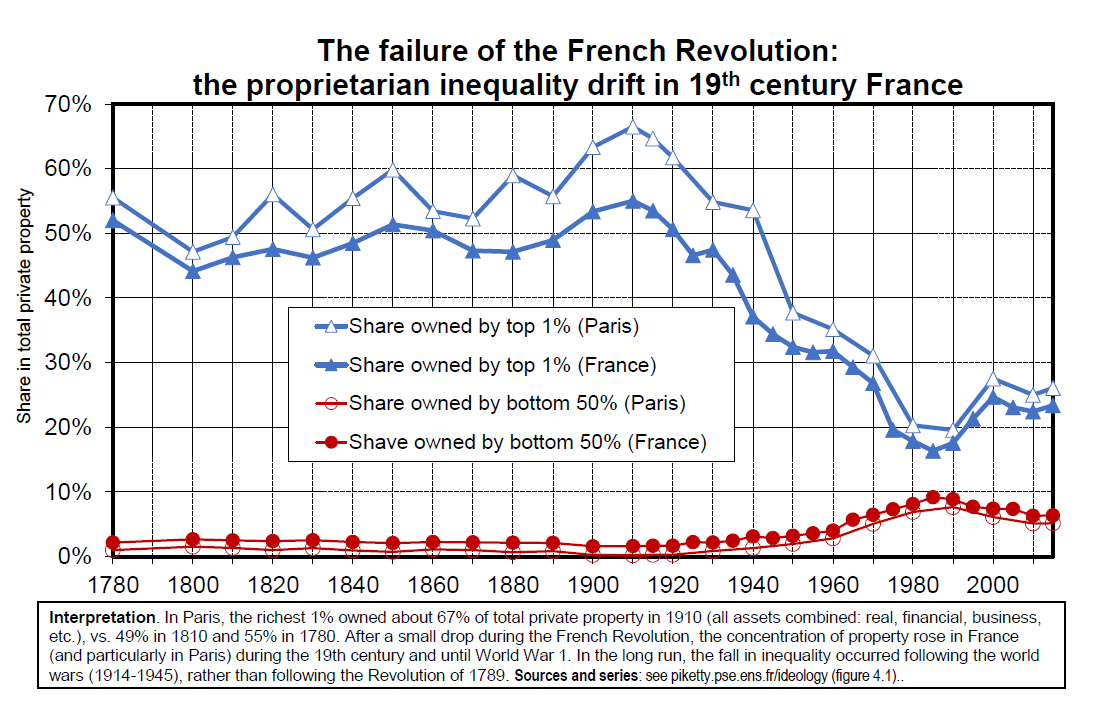 The failure of the French Revolution:
the proprietarian inequality drift in 19th century France
70%
60%
50%
40%
30%
20%
10%
0%
Share in total private property
Share owned by top 1% (Paris)
Share owned by top 1% (France)
Share owned by bottom 50% (Paris)
Shave owned by bottom 50% (France)
1780 1800 1820 1840 1860 1880 1900 1920 1940 1960 1980 2000
Interpretation. In Paris, the richest 1% owned about 67% of total private property in 1910 (all assets combined: real, financial, business,
etc.), vs. 49% in 1810 and 55% in 1780. After a small drop during the French Revolution, the concentration of property rose in France
(and particularly in Paris) during the 19th century and until World War 1. In the long run, the fall in inequality occurred following the world
wars (1914-1945), rather than following the Revolution of 1789. Sources and series: see piketty.pse.ens.fr/ideology (figure 4.1)..